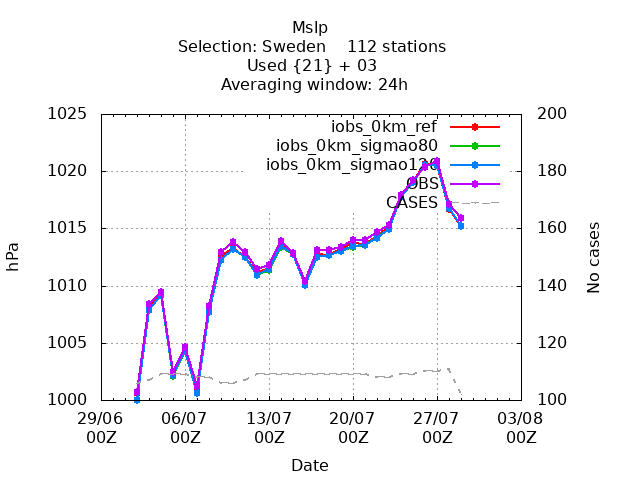 Mslp
Selection: Sweden 112 stations
Used {21} + 03
Averaging window: 24h
1025
1020
1015
1010
1005
1000
hPa
200
180
160
140
120
100
No cases
iobs_0km_ref
iobs_0km_sigmao80
iobs_0km_sigmao120
OBS
CASES
29/06 06/07 13/07 20/07 27/07 03/08
00Z 00Z 00Z 00Z 00Z 00Z
Date